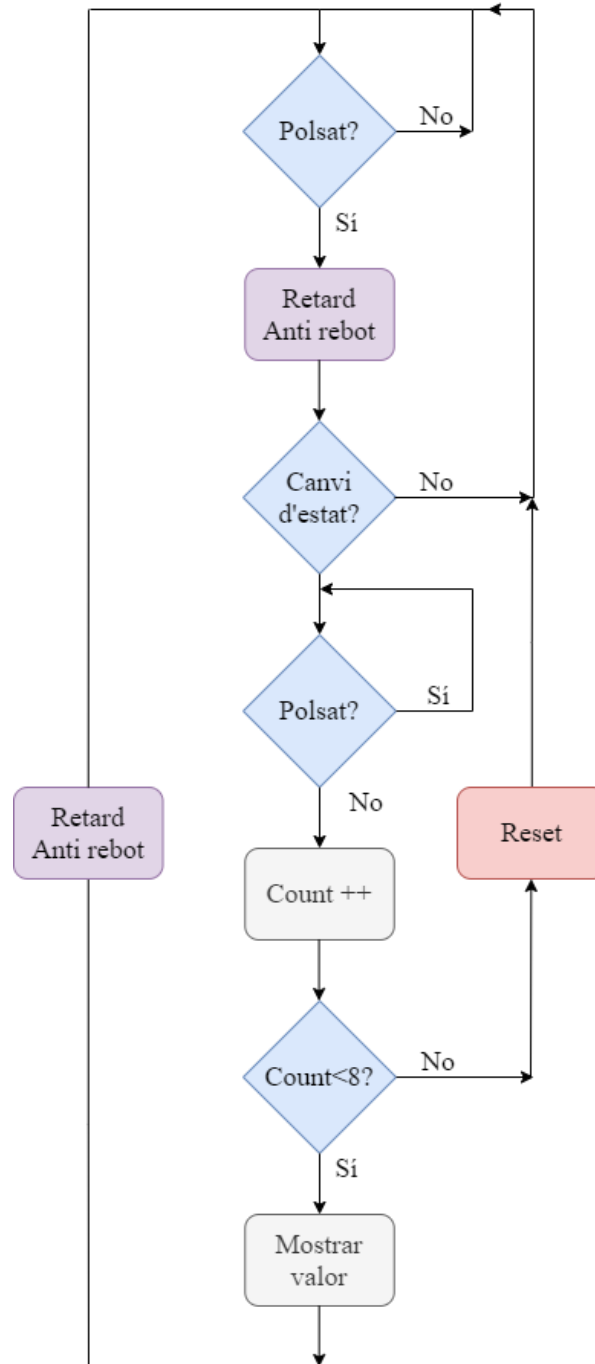 Polsat?
No
Sí
Retard
Anti rebot
Canvi
d'estat?
No
Polsat?
Sí
No
Retard
Anti rebot
Reset
Count ++
Count<8?
No
Sí
Mostrar
valor